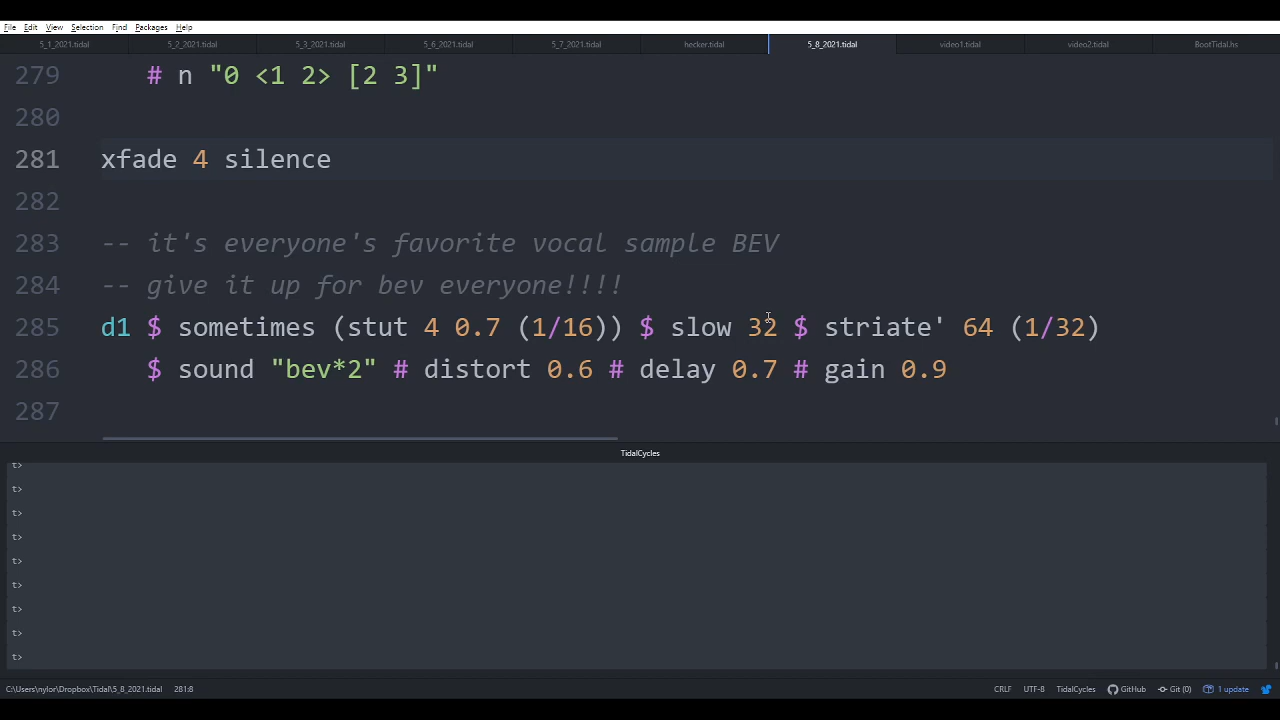 File Edit View Selection Find Packages Help
5_1_2021.tidal 5_2_2021.tidal 5_3_2021.tidal 5_6_2021.tidal 5_7_2021.tidal hecker.tidal 5_8_2021.tidal video1.tidal video2.tidal BootTidal.hs
279 # n "0 <1 2> [2 3]"
280
281 xfade 4 silence
282
283 -- it's everyone's favorite vocal sample BEV
284 -- give it up for bev everyone!!!!
285 d1 $ sometimes (stut 4 0.7 (1/16)) $ slow 32 $ striate' 64 (1/32)
286 $ sound "bev*2" # distort 0.6 # delay 0.7 # gain 0.9
287
TidalCycles
t>
t>
t>
t>
t>
t>
t>
t>
t>
C:\Users\nylor\Dropbox\Tidal\5_8_2021.tidal 281:8 CRLF UTF-8 TidalCycles GitHub Git (0) 1 update